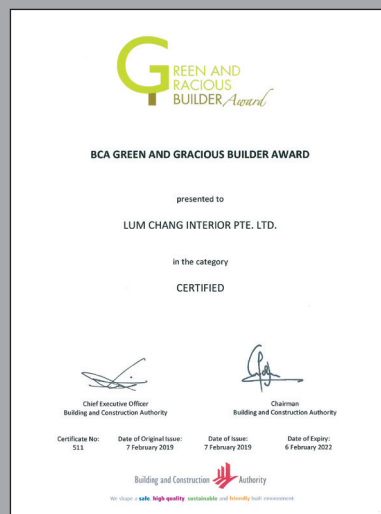 GREEN AND
GRACIOUS
BUILDER Award
BCA GREEN AND GRACIOUS BUILDER AWARD
presented to
LUM CHANG INTERIOR PTE. LTD.
in the category
CERTIFIED
Chief Executive Officer
Building and Construction Authority
Chairman
Building and Construction Authority
Certificate No:
511
Date of Original Issue:
7 February 2019
Date of Issue:
7 February 2019
Date of Expiry:
6 February 2022
Building and Construction Authority
We shape a safe, high quality, sustainable and friendly built environment